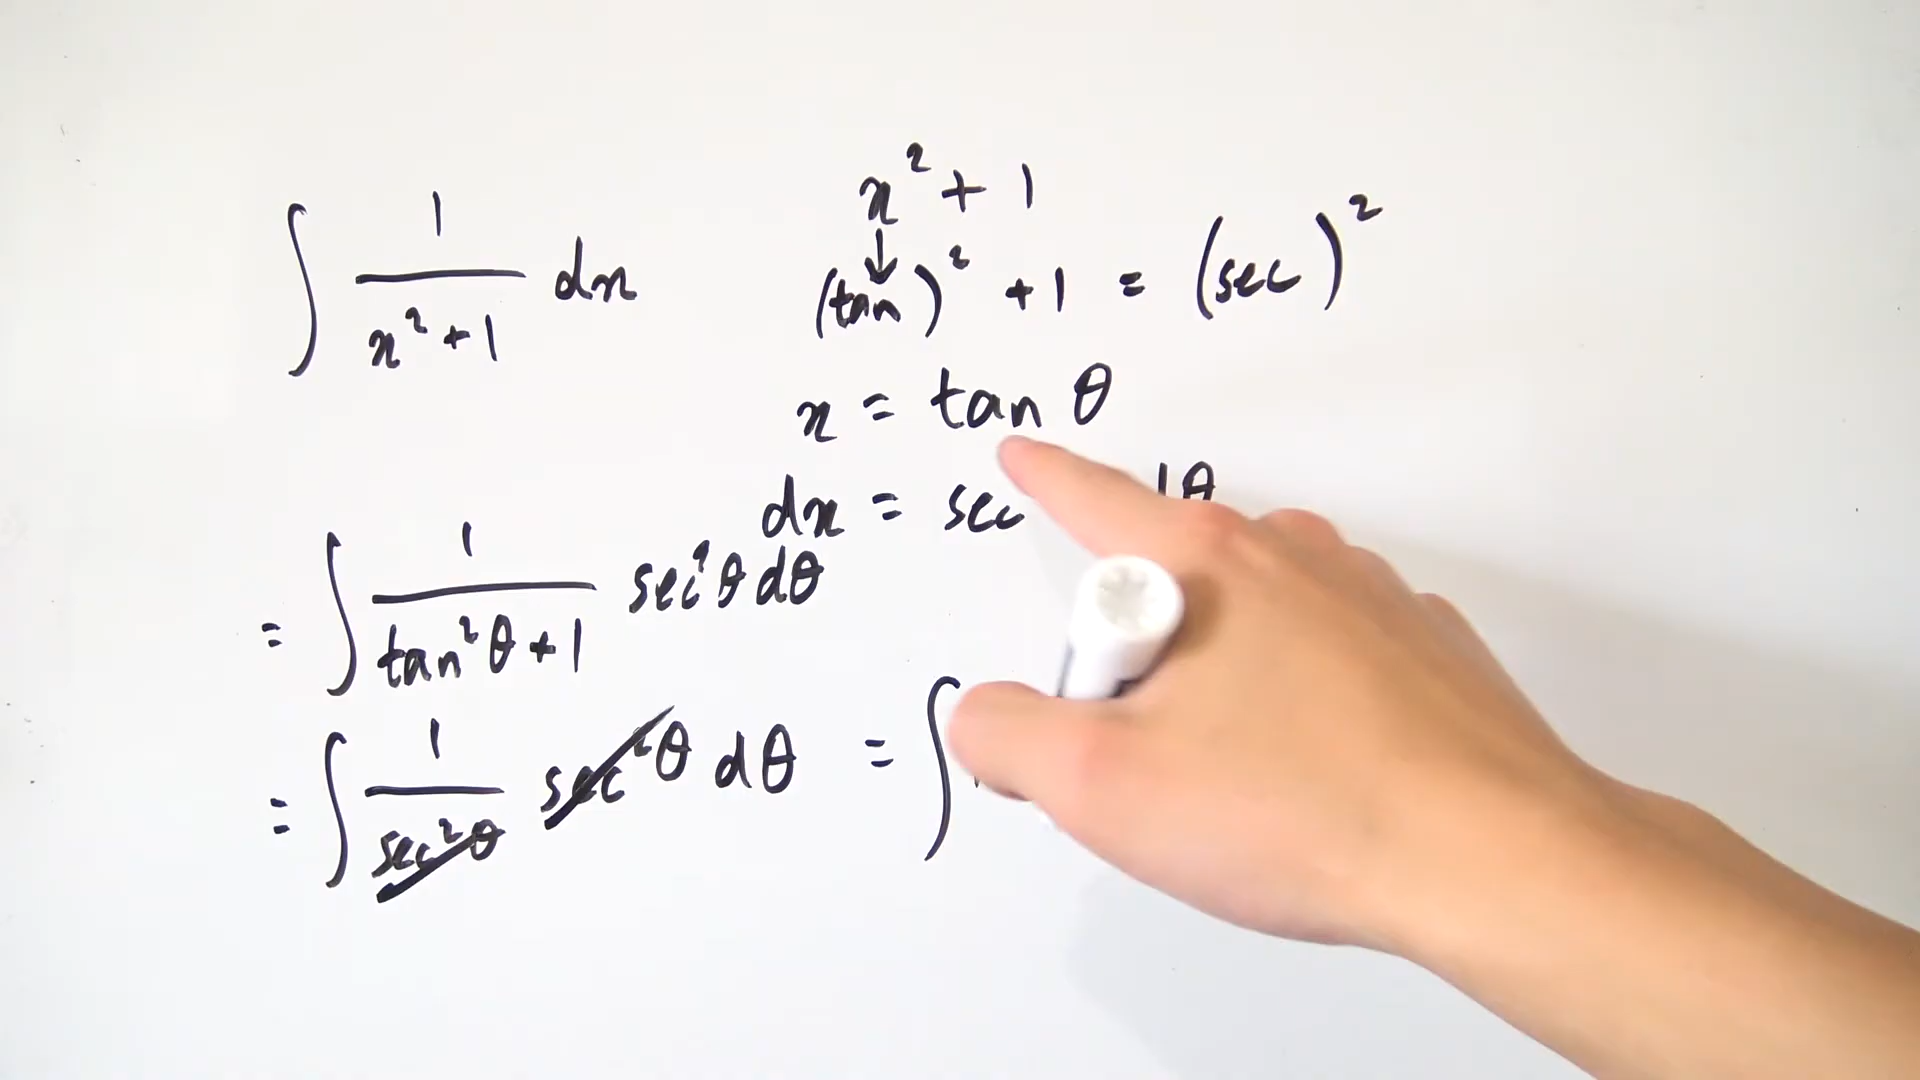 ∫ 1/(x² + 1) dx
x² + 1
↓
(tan)² + 1 = (sec)²
x = tan θ
dx = sec dθ
= ∫ 1/(tan²θ + 1) sec²θ dθ
= ∫ 1/sec²θ sec²θ dθ = ∫